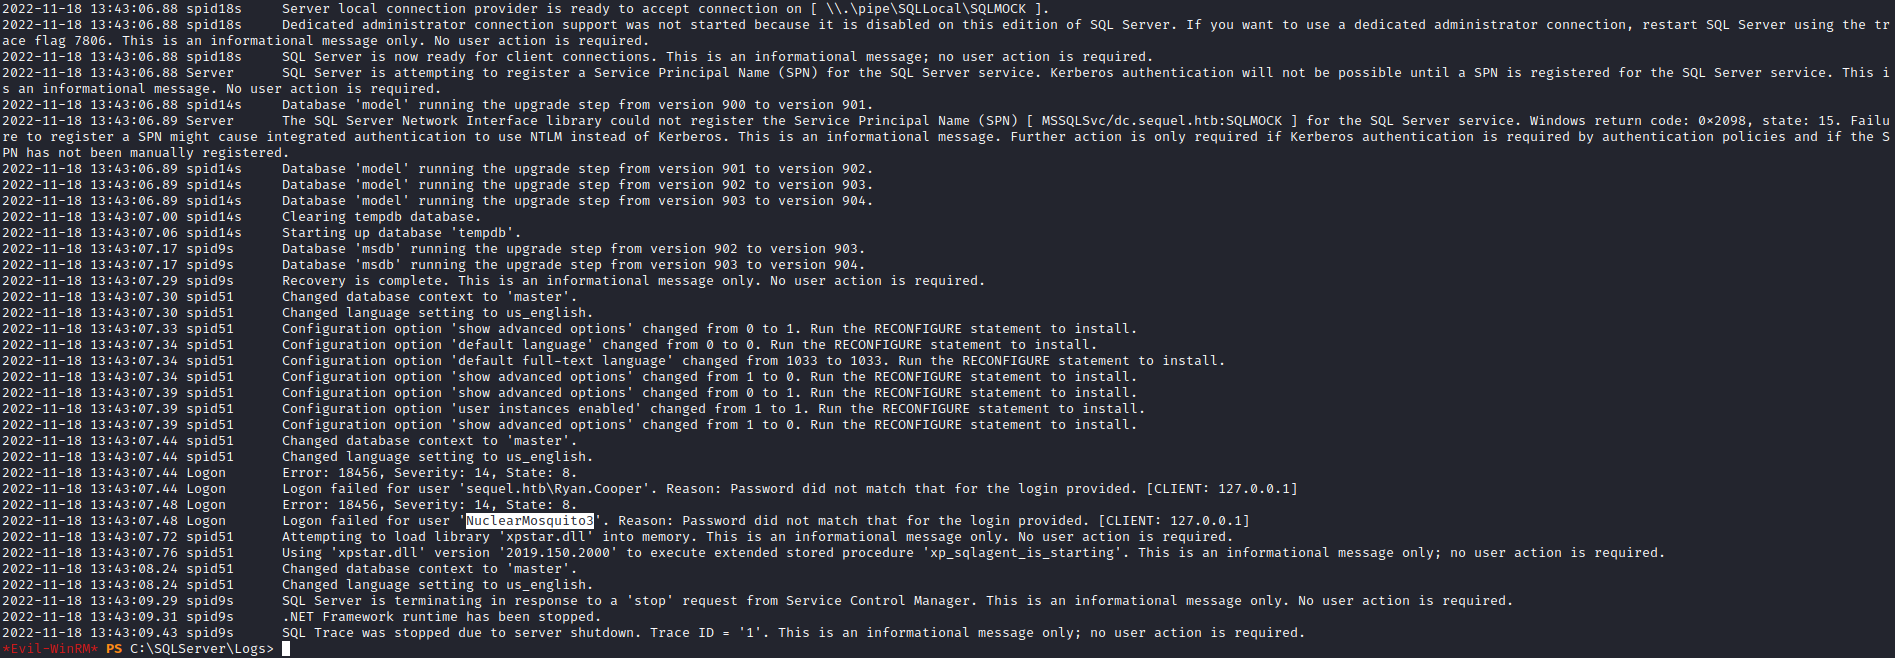 2022-11-18 13:43:06.88 spid18s     Server local connection provider is ready to accept connection on [ \\.\pipe\SQLLocal\SQLMOCK ].
2022-11-18 13:43:06.88 spid18s     Dedicated administrator connection support was not started because it is disabled on this edition of SQL Server. If you want to use a dedicated administrator connection, restart SQL Server using the tr
ace flag 7806. This is an informational message only. No user action is required.
2022-11-18 13:43:06.88 spid18s     SQL Server is now ready for client connections. This is an informational message; no user action is required.
2022-11-18 13:43:06.88 Server      SQL Server is attempting to register a Service Principal Name (SPN) for the SQL Server service. Kerberos authentication will not be possible until a SPN is registered for the SQL Server service. This i
s an informational message. No user action is required.
2022-11-18 13:43:06.88 spid14s     Database 'model' running the upgrade step from version 900 to version 901.
2022-11-18 13:43:06.89 Server      The SQL Server Network Interface library could not register the Service Principal Name (SPN) [ MSSQLSvc/dc.sequel.htb:SQLMOCK ] for the SQL Server service. Windows return code: 0×2098, state: 15. Failu
re to register a SPN might cause integrated authentication to use NTLM instead of Kerberos. This is an informational message. Further action is only required if Kerberos authentication is required by authentication policies and if the S
PN has not been manually registered.
2022-11-18 13:43:06.89 spid14s     Database 'model' running the upgrade step from version 901 to version 902.
2022-11-18 13:43:06.89 spid14s     Database 'model' running the upgrade step from version 902 to version 903.
2022-11-18 13:43:06.89 spid14s     Database 'model' running the upgrade step from version 903 to version 904.
2022-11-18 13:43:07.00 spid14s     Clearing tempdb database.
2022-11-18 13:43:07.06 spid14s     Starting up database 'tempdb'.
2022-11-18 13:43:07.17 spid9s      Database 'msdb' running the upgrade step from version 902 to version 903.
2022-11-18 13:43:07.17 spid9s      Database 'msdb' running the upgrade step from version 903 to version 904.
2022-11-18 13:43:07.29 spid9s      Recovery is complete. This is an informational message only. No user action is required.
2022-11-18 13:43:07.30 spid51      Changed database context to 'master'.
2022-11-18 13:43:07.30 spid51      Changed language setting to us_english.
2022-11-18 13:43:07.33 spid51      Configuration option 'show advanced options' changed from 0 to 1. Run the RECONFIGURE statement to install.
2022-11-18 13:43:07.34 spid51      Configuration option 'default language' changed from 0 to 0. Run the RECONFIGURE statement to install.
2022-11-18 13:43:07.34 spid51      Configuration option 'default full-text language' changed from 1033 to 1033. Run the RECONFIGURE statement to install.
2022-11-18 13:43:07.34 spid51      Configuration option 'show advanced options' changed from 1 to 0. Run the RECONFIGURE statement to install.
2022-11-18 13:43:07.39 spid51      Configuration option 'show advanced options' changed from 0 to 1. Run the RECONFIGURE statement to install.
2022-11-18 13:43:07.39 spid51      Configuration option 'user instances enabled' changed from 1 to 1. Run the RECONFIGURE statement to install.
2022-11-18 13:43:07.39 spid51      Configuration option 'show advanced options' changed from 1 to 0. Run the RECONFIGURE statement to install.
2022-11-18 13:43:07.44 spid51      Changed database context to 'master'.
2022-11-18 13:43:07.44 spid51      Changed language setting to us_english.
2022-11-18 13:43:07.44 Logon       Error: 18456, Severity: 14, State: 8.
2022-11-18 13:43:07.44 Logon       Logon failed for user 'sequel.htb\Ryan.Cooper'. Reason: Password did not match that for the login provided. [CLIENT: 127.0.0.1]
2022-11-18 13:43:07.48 Logon       Error: 18456, Severity: 14, State: 8.
2022-11-18 13:43:07.48 Logon       Logon failed for user 'NuclearMosquito3'. Reason: Password did not match that for the login provided. [CLIENT: 127.0.0.1]
2022-11-18 13:43:07.72 spid51      Attempting to load library 'xpstar.dll' into memory. This is an informational message only. No user action is required.
2022-11-18 13:43:07.76 spid51      Using 'xpstar.dll' version '2019.150.2000' to execute extended stored procedure 'xp_sqlagent_is_starting'. This is an informational message only; no user action is required.
2022-11-18 13:43:08.24 spid51      Changed database context to 'master'.
2022-11-18 13:43:08.24 spid51      Changed language setting to us_english.
2022-11-18 13:43:09.29 spid9s      SQL Server is terminating in response to a 'stop' request from Service Control Manager. This is an informational message only. No user action is required.
2022-11-18 13:43:09.31 spid9s      .NET Framework runtime has been stopped.
2022-11-18 13:43:09.43 spid9s      SQL Trace was stopped due to server shutdown. Trace ID = '1'. This is an informational message only; no user action is required.
*Evil-WinRM* PS C:\SQLServer\Logs>